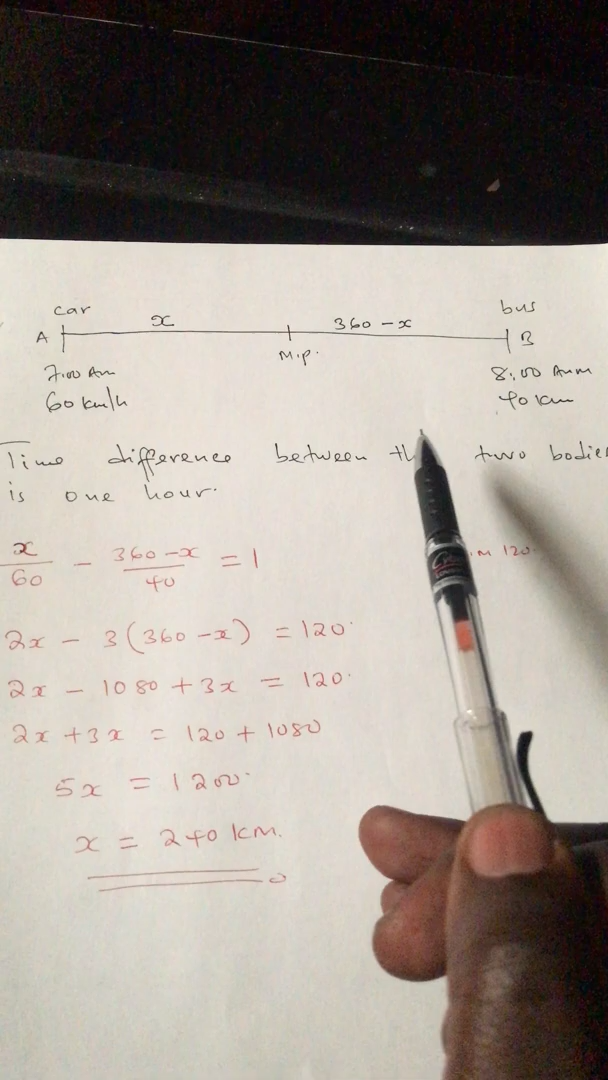 car bus
x 360 - x
A B
M.p.
7:00 Am 8:00 Am
60 km/h 40 km
Time difference between two bodies
is one hour.
x/60 - 360 - x/40 = 1 120
2x - 3(360 - x) = 120
2x - 1080 + 3x = 120
2x + 3x = 120 + 1080
5x = 1200
x = 240 km.